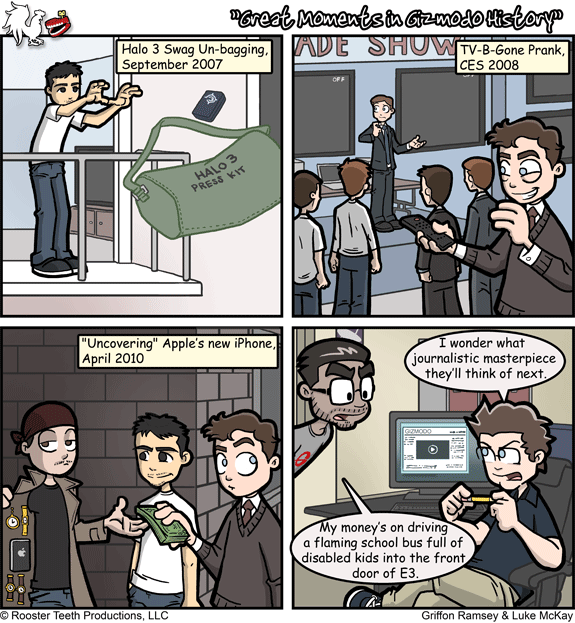 "Great Moments in Gizmodo History"
Halo 3 Swag Un-bagging,
September 2007
HALO 3
PRESS KIT
ADE SHOW
TV-B-Gone Prank,
CES 2008
OFF
OFF
"Uncovering" Apple's new iPhone,
April 2010
I wonder what
journalistic masterpiece
they'll think of next.
GIZMODO
My money's on driving
a flaming school bus full of
disabled kids into the front
door of E3.
© Rooster Teeth Productions, LLC
Griffon Ramsey & Luke McKay